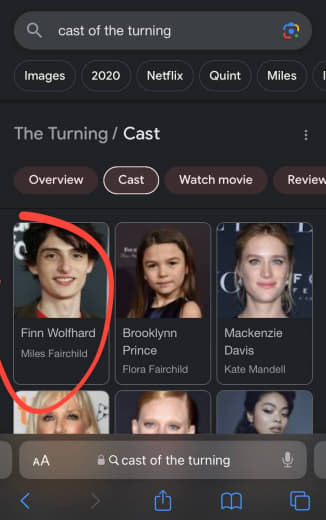 cast of the turning
Images 2020 Netflix Quint Miles
The Turning / Cast
Overview Cast Watch movie Review
Finn Wolfhard
Miles Fairchild
Brooklynn
Prince
Flora Fairchild
Mackenzie
Davis
Kate Mandell
AA cast of the turning